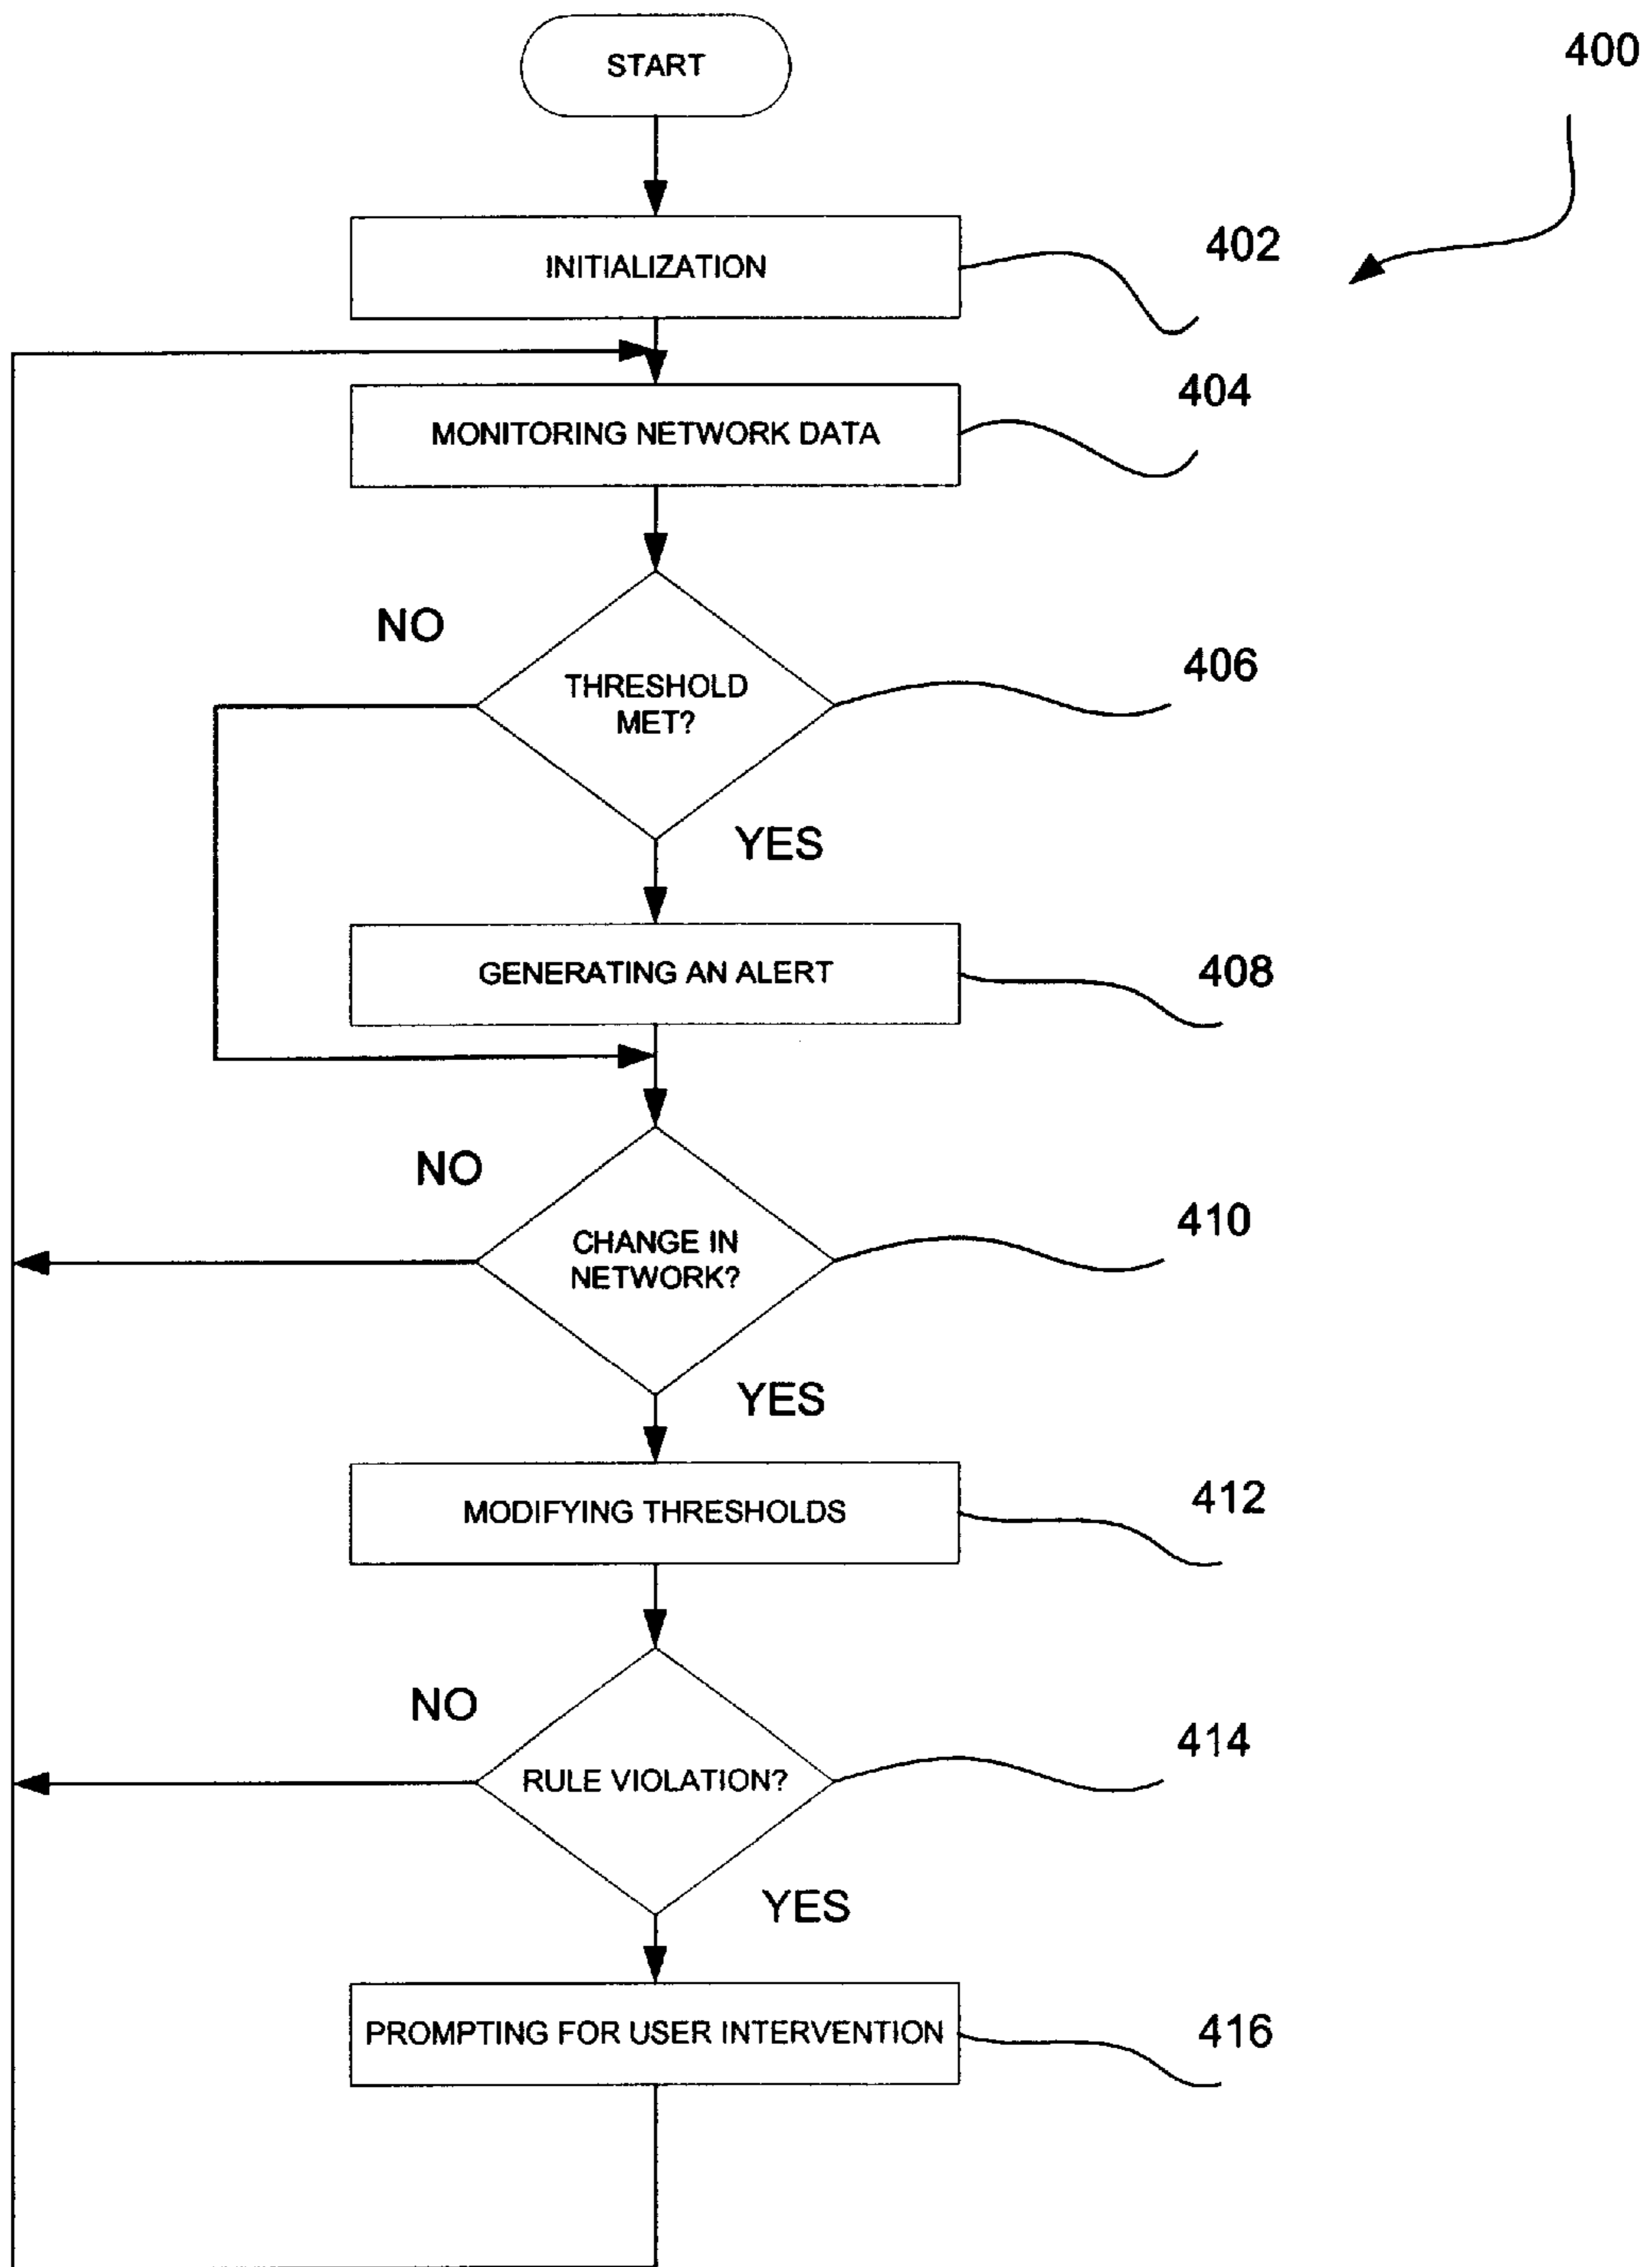 START
400
INITIALIZATION
402
MONITORING NETWORK DATA
404
NO
THRESHOLD
MET?
406
YES
GENERATING AN ALERT
408
NO
CHANGE IN
NETWORK?
410
YES
MODIFYING THRESHOLDS
412
NO
RULE VIOLATION?
414
YES
PROMPTING FOR USER INTERVENTION
416